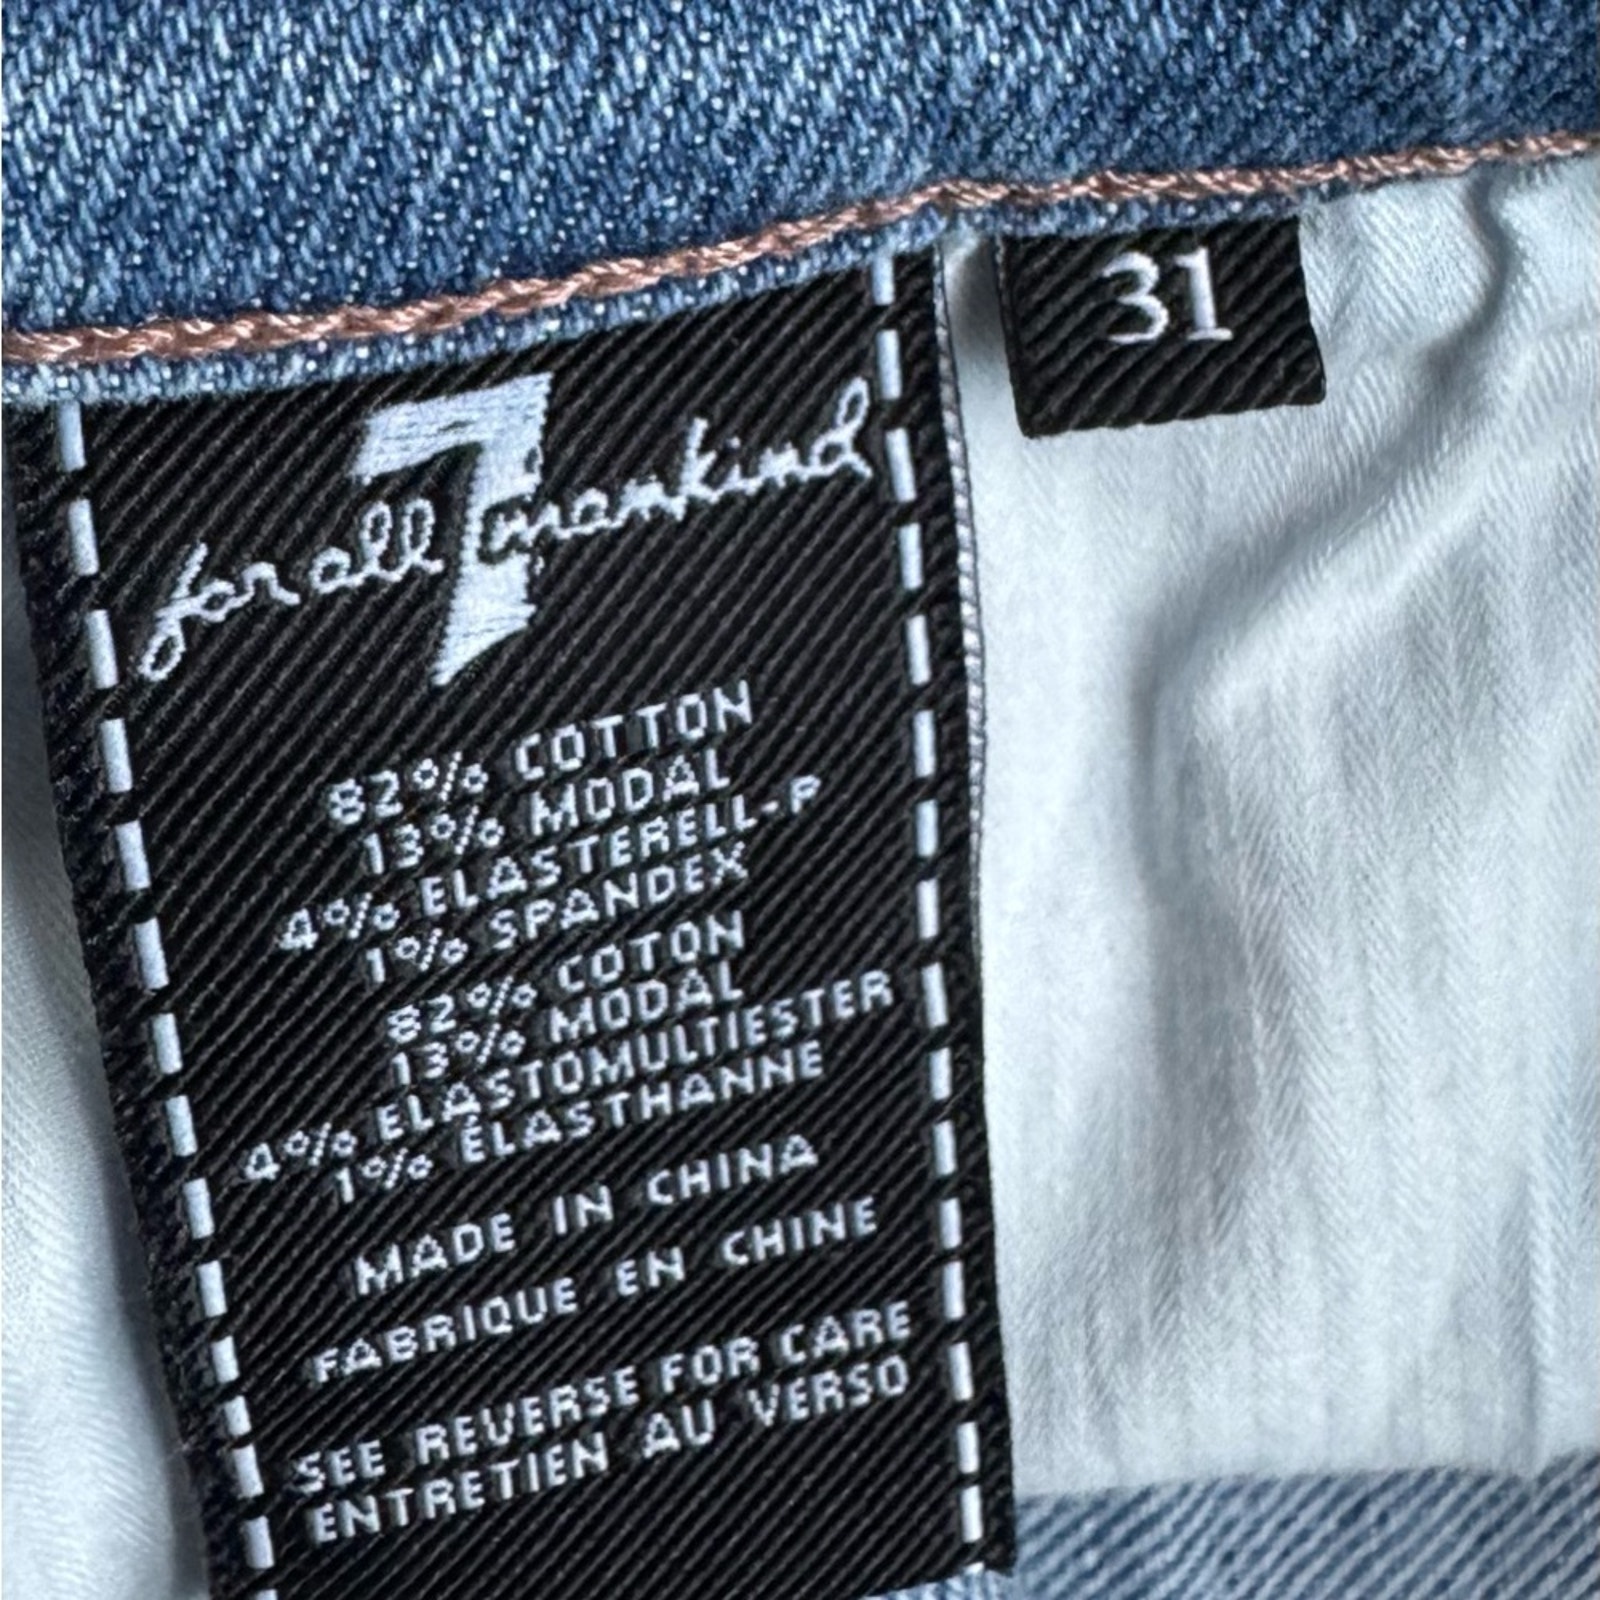 31
for all 7 mankind
82% COTTON
13% MODAL
4% ELASTERELL-P
1% SPANDEX
82% COTON
13% MODAL
4% ELASTOMULTIESTER
1% ÉLASTHANNE
MADE IN CHINA
FABRIQUE EN CHINE
SEE REVERSE FOR CARE
ENTRETIEN AU VERSO